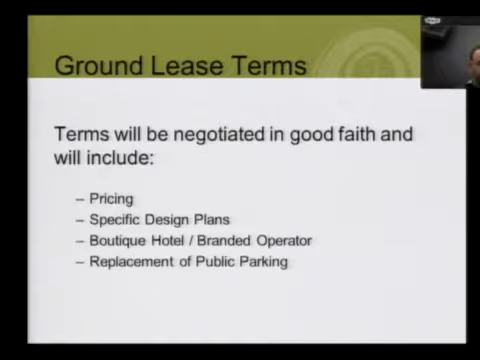 Ground Lease Terms
Terms will be negotiated in good faith and
will include:
– Pricing
– Specific Design Plans
– Boutique Hotel / Branded Operator
– Replacement of Public Parking